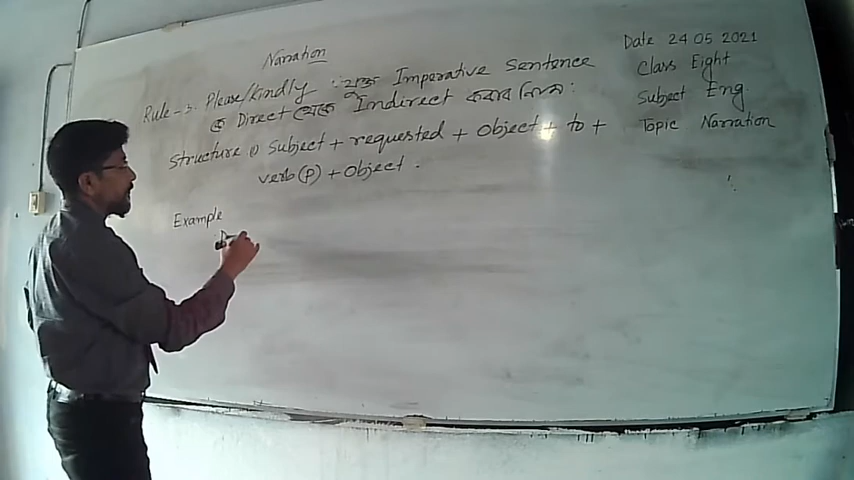 Narration
Rule-3: Please/kindly যুক্ত Imperative Sentence
কে Direct থেকে Indirect করার নিয়ম:
Structure Subject + requested + object + to +
verb(P) + Object.
Example
D
Date 24 05 2021
Class Eight
Subject Eng
Topic Narration